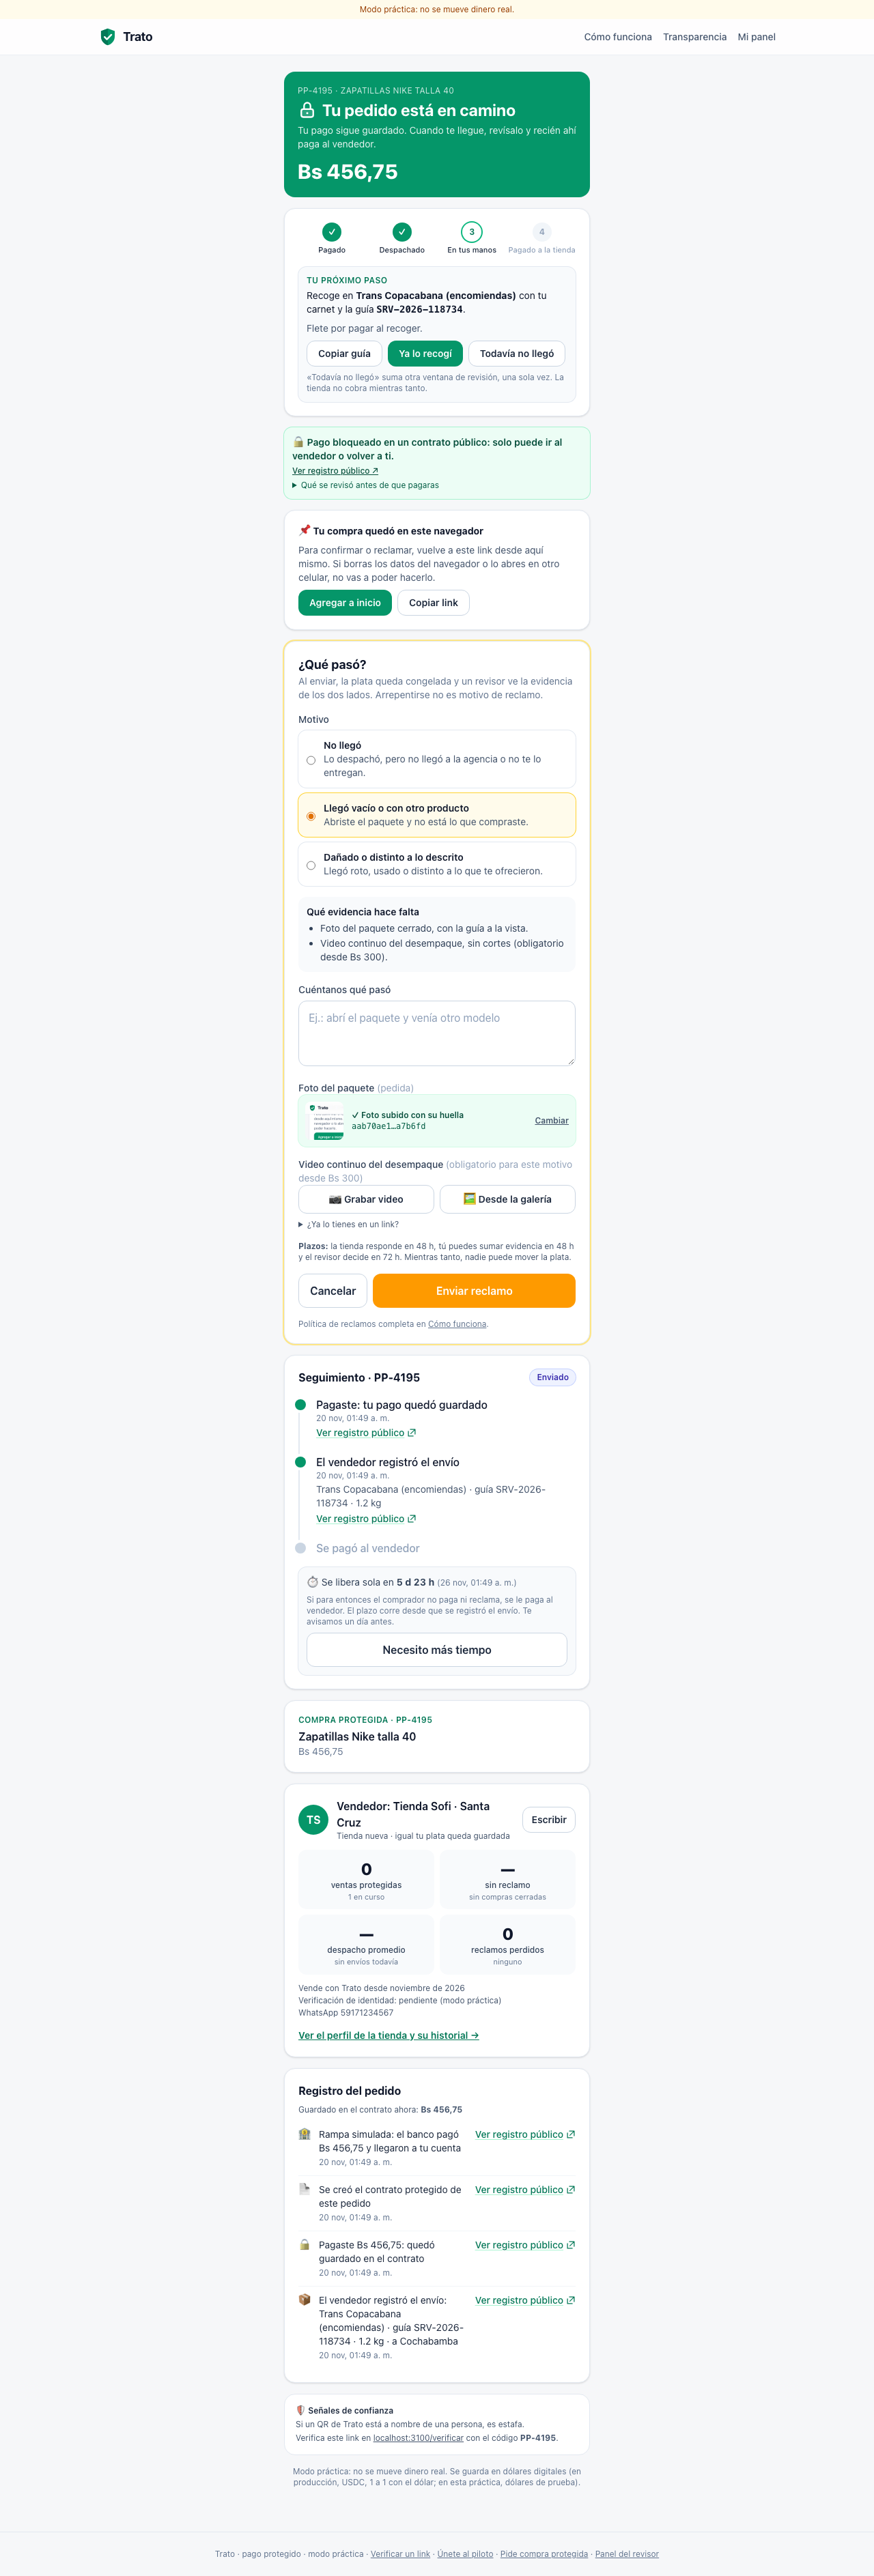 Modo práctica: no se mueve dinero real.
Trato
Cómo funciona Transparencia Mi panel
PP-4195 · ZAPATILLAS NIKE TALLA 40
Tu pedido está en camino
Tu pago sigue guardado. Cuando te llegue, revísalo y recién ahí
paga al vendedor.
Bs 456,75
3 4
Pagado Despachado En tus manos Pagado a la tienda
TU PRÓXIMO PASO
Recoge en Trans Copacabana (encomiendas) con tu
carnet y la guía SRV-2026-118734.
Flete por pagar al recoger.
Copiar guía Ya lo recogí Todavía no llegó
«Todavía no llegó» suma otra ventana de revisión, una sola vez. La
tienda no cobra mientras tanto.
Pago bloqueado en un contrato público: solo puede ir al
vendedor o volver a ti.
Ver registro público ↗
▶ Qué se revisó antes de que pagaras
Tu compra quedó en este navegador
Para confirmar o reclamar, vuelve a este link desde aquí
mismo. Si borras los datos del navegador o lo abres en otro
celular, no vas a poder hacerlo.
Agregar a inicio Copiar link
¿Qué pasó?
Al enviar, la plata queda congelada y un revisor ve la evidencia
de los dos lados. Arrepentirse no es motivo de reclamo.
Motivo
No llegó
Lo despachó, pero no llegó a la agencia o no te lo
entregan.
Llegó vacío o con otro producto
Abriste el paquete y no está lo que compraste.
Dañado o distinto a lo descrito
Llegó roto, usado o distinto a lo que te ofrecieron.
Qué evidencia hace falta
• Foto del paquete cerrado, con la guía a la vista.
• Video continuo del desempaque, sin cortes (obligatorio
desde Bs 300).
Cuéntanos qué pasó
Ej.: abrí el paquete y venía otro modelo
Foto del paquete (pedida)
Trato
✓ Foto subido con su huella
aab70ae1…a7b6fd
Cambiar
Video continuo del desempaque (obligatorio para este motivo
desde Bs 300)
Grabar video Desde la galería
▶ ¿Ya lo tienes en un link?
Plazos: la tienda responde en 48 h, tú puedes sumar evidencia en 48 h
y el revisor decide en 72 h. Mientras tanto, nadie puede mover la plata.
Cancelar Enviar reclamo
Política de reclamos completa en Cómo funciona.
Seguimiento · PP-4195 Enviado
Pagaste: tu pago quedó guardado
20 nov, 01:49 a. m.
Ver registro público
El vendedor registró el envío
20 nov, 01:49 a. m.
Trans Copacabana (encomiendas) · guía SRV-2026-
118734 · 1.2 kg
Ver registro público
Se pagó al vendedor
Se libera sola en 5 d 23 h (26 nov, 01:49 a. m.)
Si para entonces el comprador no paga ni reclama, se le paga al
vendedor. El plazo corre desde que se registró el envío. Te
avisamos un día antes.
Necesito más tiempo
COMPRA PROTEGIDA · PP-4195
Zapatillas Nike talla 40
Bs 456,75
TS
Vendedor: Tienda Sofi · Santa
Cruz
Tienda nueva · igual tu plata queda guardada
Escribir
0
ventas protegidas
1 en curso
—
sin reclamo
sin compras cerradas
—
despacho promedio
sin envíos todavía
0
reclamos perdidos
ninguno
Vende con Trato desde noviembre de 2026
Verificación de identidad: pendiente (modo práctica)
WhatsApp 59171234567
Ver el perfil de la tienda y su historial →
Registro del pedido
Guardado en el contrato ahora: Bs 456,75
Rampa simulada: el banco pagó
Bs 456,75 y llegaron a tu cuenta
20 nov, 01:49 a. m.
Ver registro público
Se creó el contrato protegido de
este pedido
20 nov, 01:49 a. m.
Ver registro público
Pagaste Bs 456,75: quedó
guardado en el contrato
20 nov, 01:49 a. m.
Ver registro público
El vendedor registró el envío:
Trans Copacabana
(encomiendas) · guía SRV-2026-
118734 · 1.2 kg · a Cochabamba
20 nov, 01:49 a. m.
Ver registro público
Señales de confianza
Si un QR de Trato está a nombre de una persona, es estafa.
Verifica este link en localhost:3100/verificar con el código PP-4195.
Modo práctica: no se mueve dinero real. Se guarda en dólares digitales (en
producción, USDC, 1 a 1 con el dólar; en esta práctica, dólares de prueba).
Trato · pago protegido · modo práctica · Verificar un link · Únete al piloto · Pide compra protegida · Panel del revisor